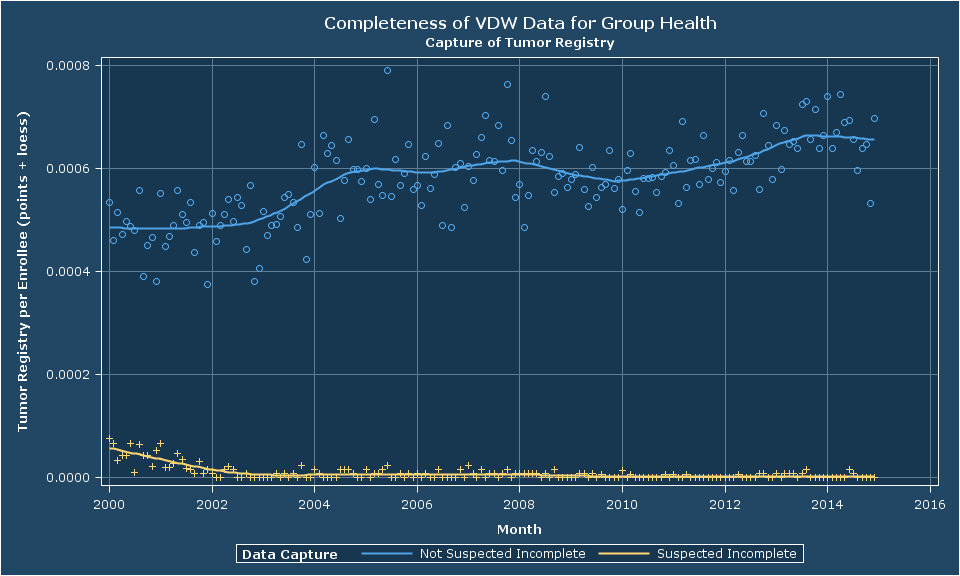 Completeness of VDW Data for Group Health
Capture of Tumor Registry
Tumor Registry per Enrollee (points + loess)
0.0008
0.0006
0.0004
0.0002
0.0000
2000 2002 2004 2006 2008 2010 2012 2014 2016
Month
Data Capture Not Suspected Incomplete Suspected Incomplete